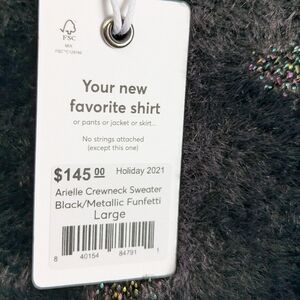 FSC
MIX
Your new
favorite shirt
or pants or jacket or skirt...
No strings attached
(except this one)
$145 00 Holiday 2021
Arielle Crewneck Sweater
Black/Metallic Funfetti
Large
8 40154 84791 1